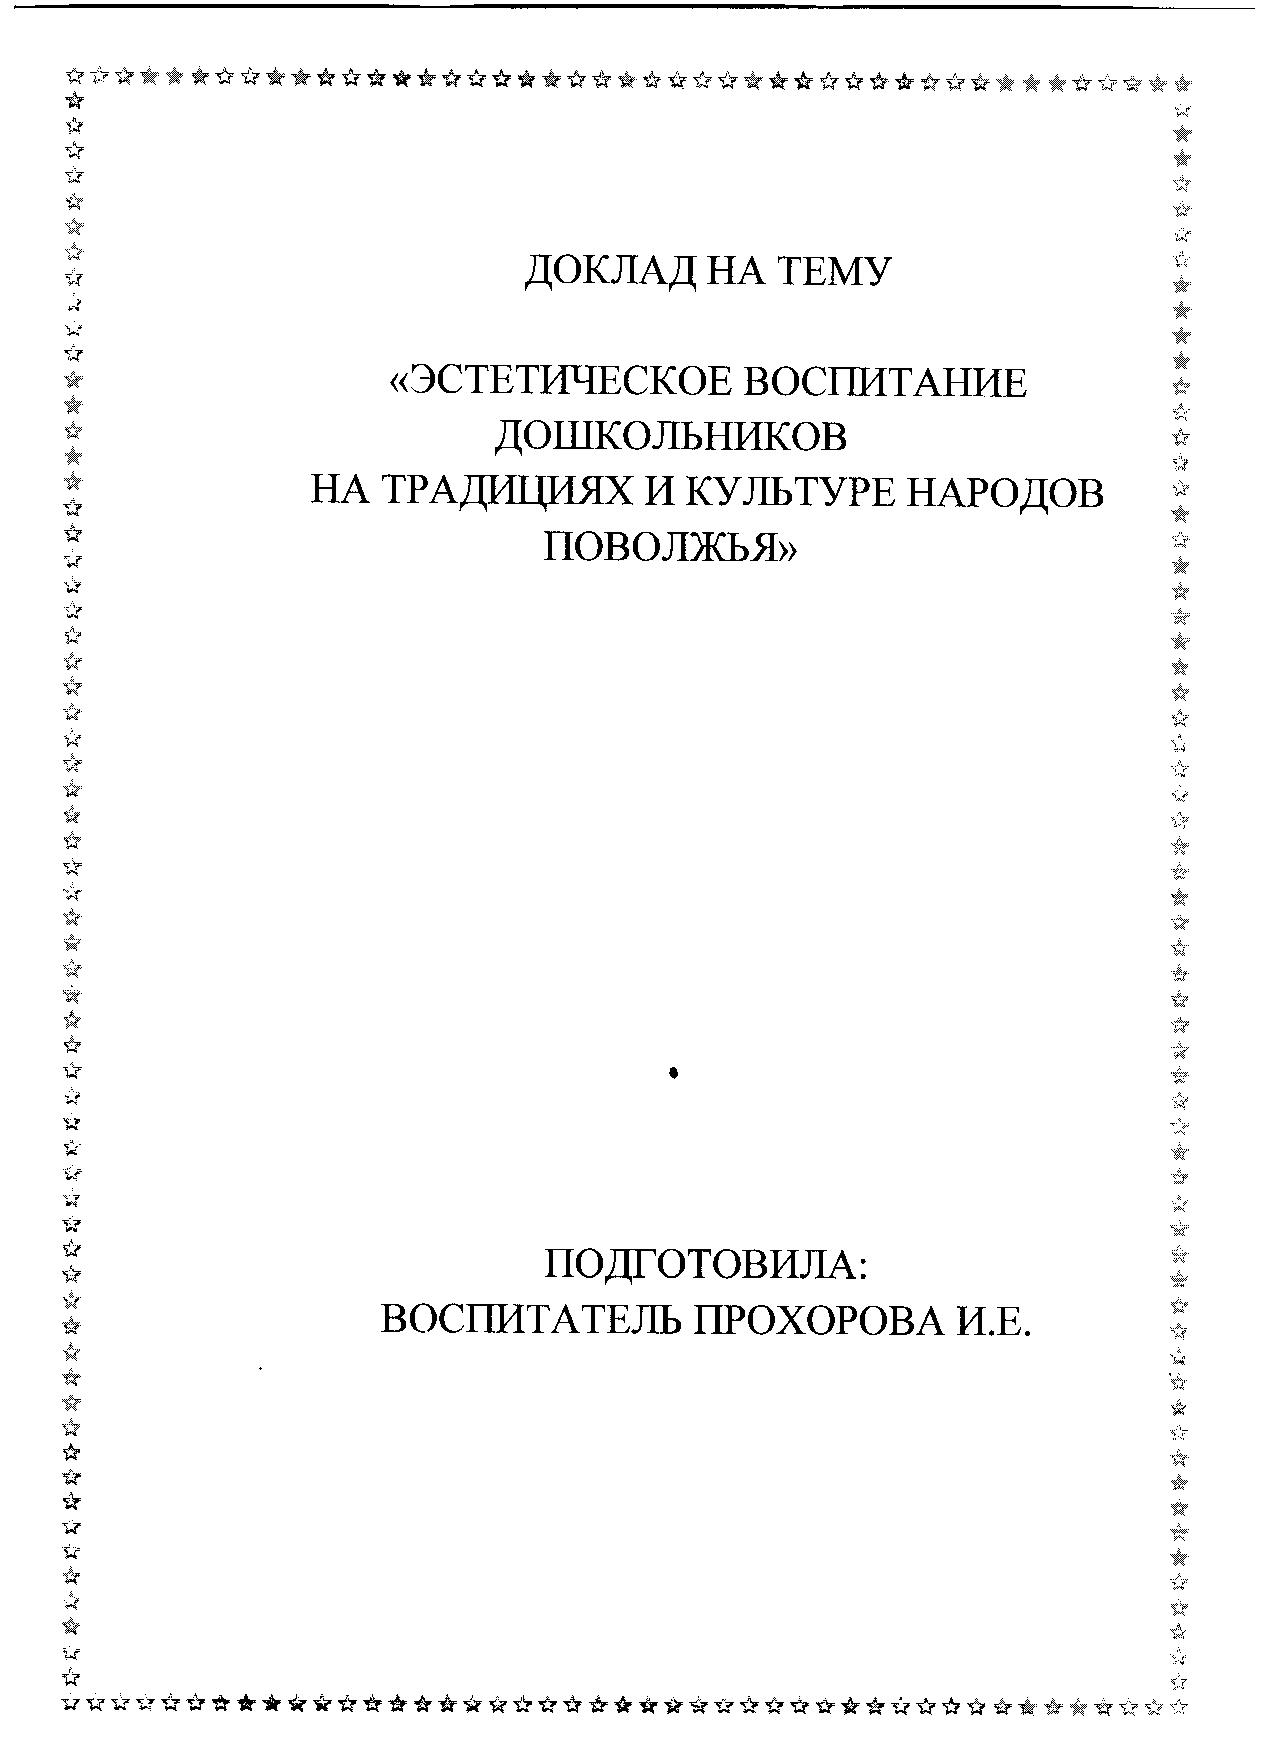 ДОКЛАД НА ТЕМУ
«ЭСТЕТИЧЕСКОЕ ВОСПИТАНИЕ
ДОШКОЛЬНИКОВ
НА ТРАДИЦИЯХ И КУЛЬТУРЕ НАРОДОВ
ПОВОЛЖЬЯ»
ПОДГОТОВИЛА:
ВОСПИТАТЕЛЬ ПРОХОРОВА И.Е.